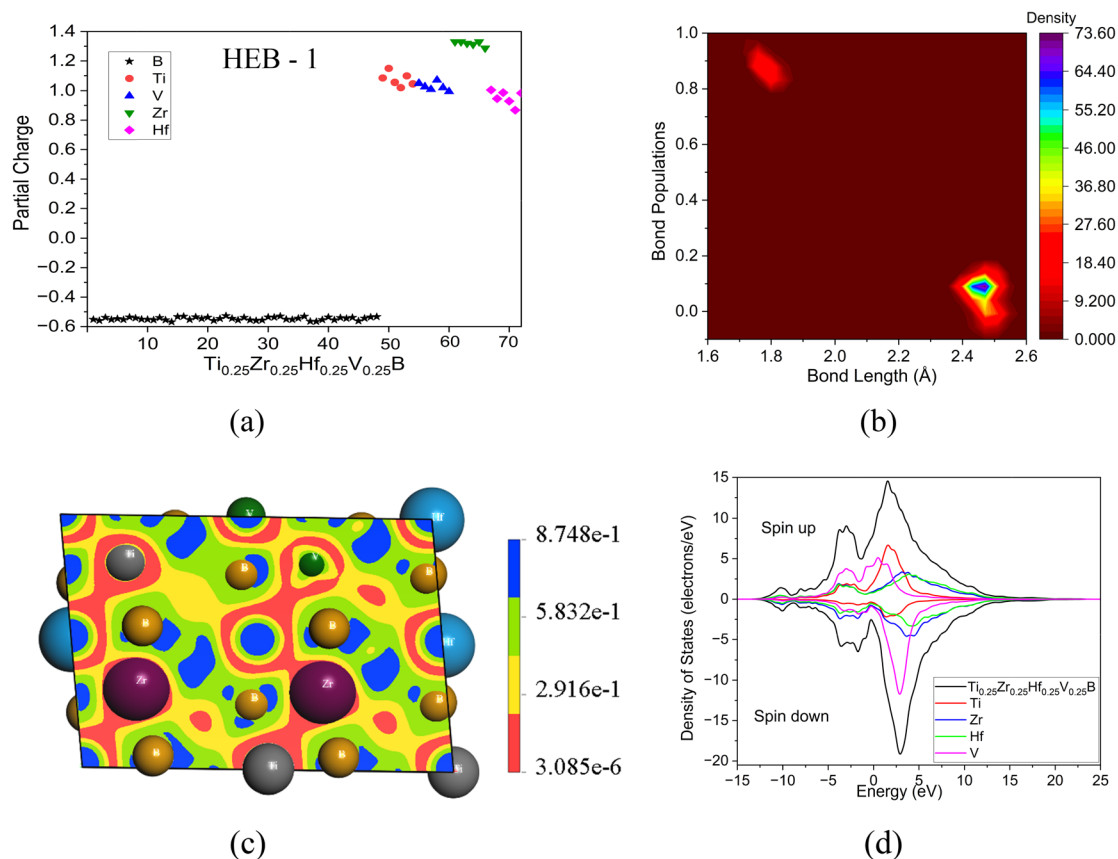 HEB - 1
B
Ti
V
Zr
Hf
Partial Charge
1.4
1.2
1.0
0.8
0.6
0.4
0.2
0.0
−0.2
−0.4
−0.6
10 20 30 40 50 60 70
Ti0.25Zr0.25Hf0.25V0.25B
(a)
Density
73.60
64.40
55.20
46.00
36.80
27.60
18.40
9.200
0.000
Bond Populations
1.0
0.8
0.6
0.4
0.2
0.0
1.6 1.8 2.0 2.2 2.4 2.6
Bond Length (Å)
(b)
V
Hf
Ti
V
B
B
B
B
Hf
Zr
Zr
B
B
B
B
Ti
Ti
8.748e-1
5.832e-1
2.916e-1
3.085e-6
(c)
Density of States (electrons/eV)
15
10
5
0
−5
−10
−15
−20
Spin up
Spin down
Ti0.25Zr0.25Hf0.25V0.25B
Ti
Zr
Hf
V
−15 −10 −5 0 5 10 15 20 25
Energy (eV)
(d)